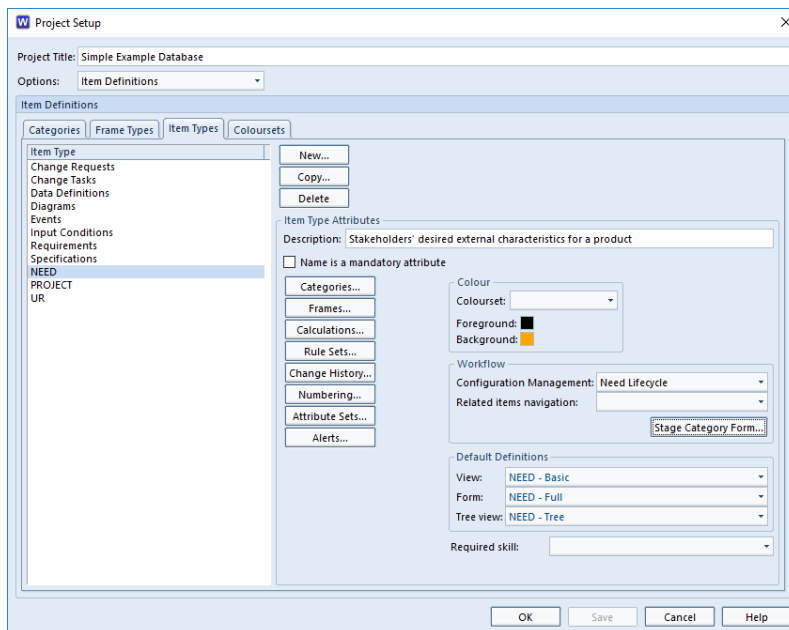 W Project Setup
Project Title: Simple Example Database
Options: Item Definitions
Item Definitions
Categories Frame Types Item Types Coloursets
Item Type
Change Requests
Change Tasks
Data Definitions
Diagrams
Events
Input Conditions
Requirements
Specifications
NEED
PROJECT
UR
New...
Copy...
Delete
Item Type Attributes
Description: Stakeholders' desired external characteristics for a product
Name is a mandatory attribute
Categories...
Frames...
Calculations...
Rule Sets...
Change History...
Numbering...
Attribute Sets...
Alerts...
Colour
Colourset:
Foreground:
Background:
Workflow
Configuration Management: Need Lifecycle
Related items navigation:
Stage Category Form...
Default Definitions
View: NEED - Basic
Form: NEED - Full
Tree view: NEED - Tree
Required skill:
OK Save Cancel Help